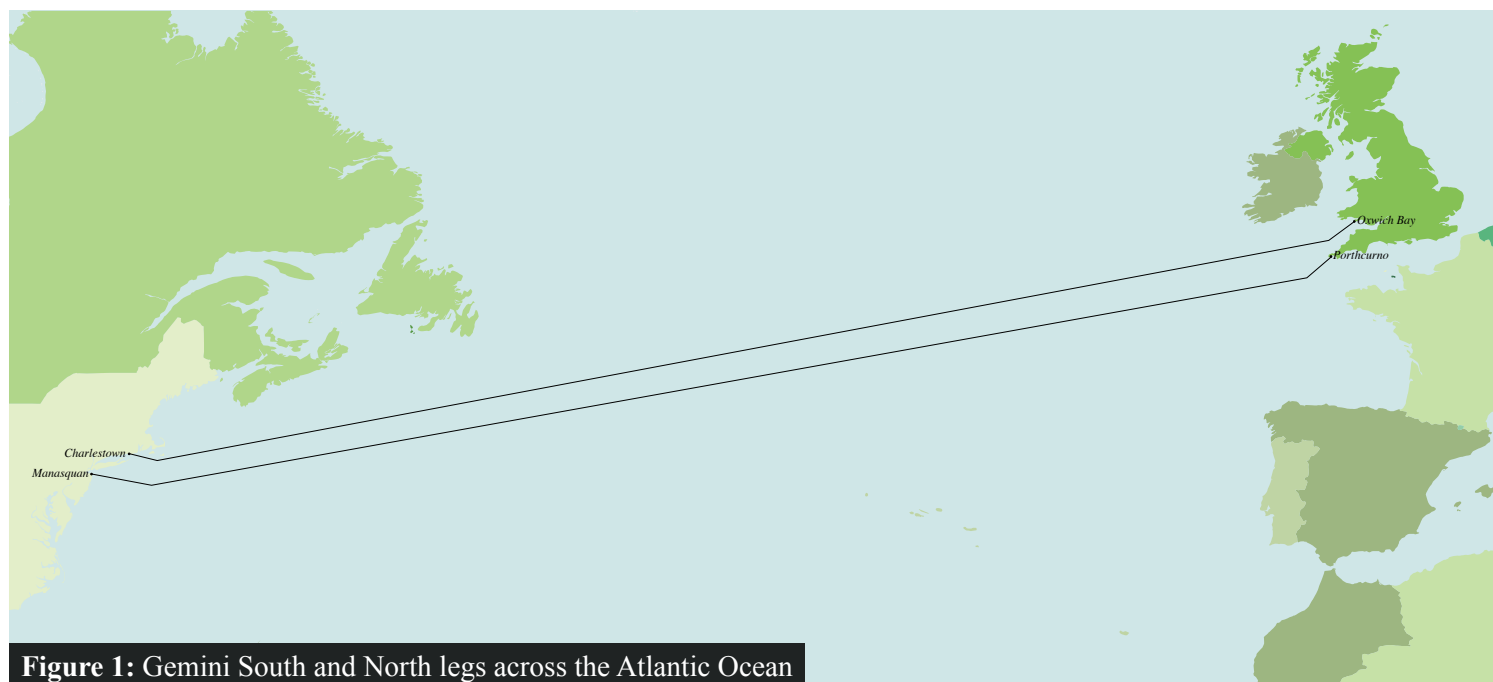 Oxwich Bay
Porthcurno
Charlestown
Manasquan
Figure 1: Gemini South and North legs across the Atlantic Ocean